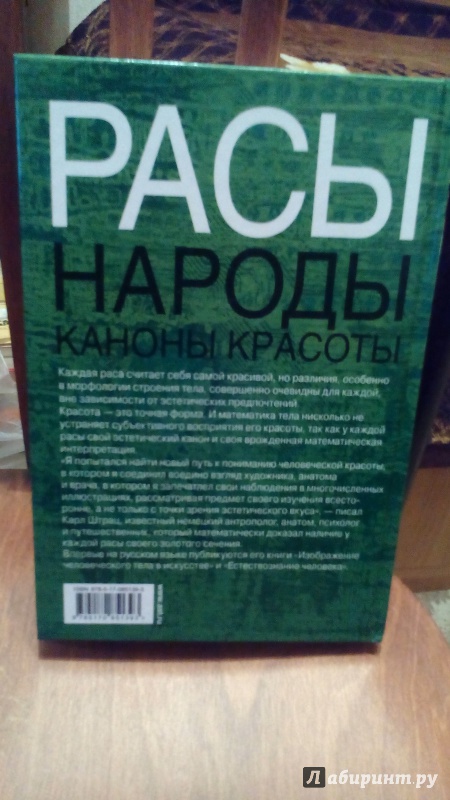 РАСЫ
НАРОДЫ
КАНОНЫ КРАСОТЫ
Каждая раса считает себя самой красивой, но различия, особенно
в морфологии строения тела, совершенно очевидны для каждой,
вне зависимости от эстетических предпочтений.
Красота — это точная форма. И математика тела нисколько не
устраняет субъективного восприятия его красоты, так как у каждой
расы свой эстетический канон и своя врожденная математическая
интерпретация.
«Я попытался найти новый путь к пониманию человеческой красоты,
в котором в соединил воедино взгляд художника, анатома
и врача, в котором я запечатлел свои наблюдения в многочисленных
иллюстрациях, рассматривая предмет своего изучения всесто-
ронне, а не только с точки зрения эстетического вкуса», — писал
Карл Штрац, известный немецкий антрополог, анатом, психолог
и путешественник, который математически доказал наличие у
каждой расы своего золотого сечения.
Впервые на русском языке публикуются его книги «Изображение
человеческого тела в искусстве» и «Естествознание человека».
www.ast.ru
Лабиринт.ру